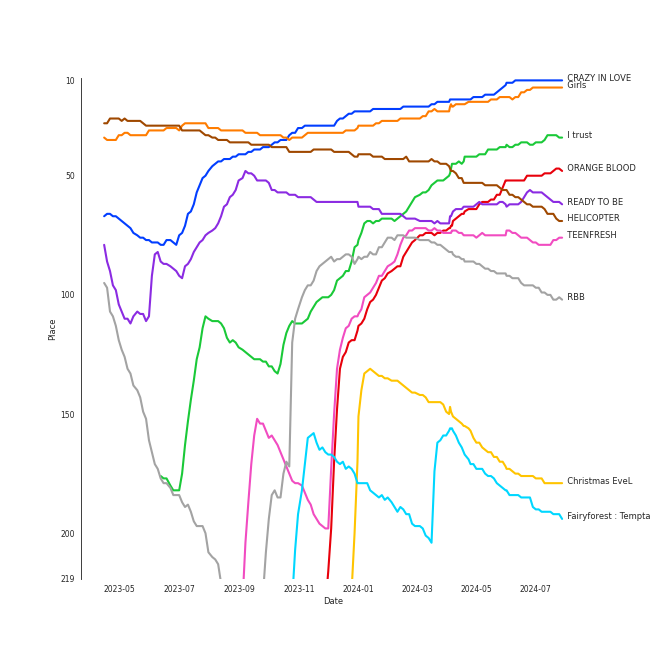 10
50
100
150
200
219
Place
2023-05
2023-07
2023-09
2023-11
2024-01
2024-03
2024-05
2024-07
Date
CRAZY IN LOVE
Girls
I trust
ORANGE BLOOD
READY TO BE
HELICOPTER
TEENFRESH
RBB
Christmas EveL
Fairyforest : Tempta